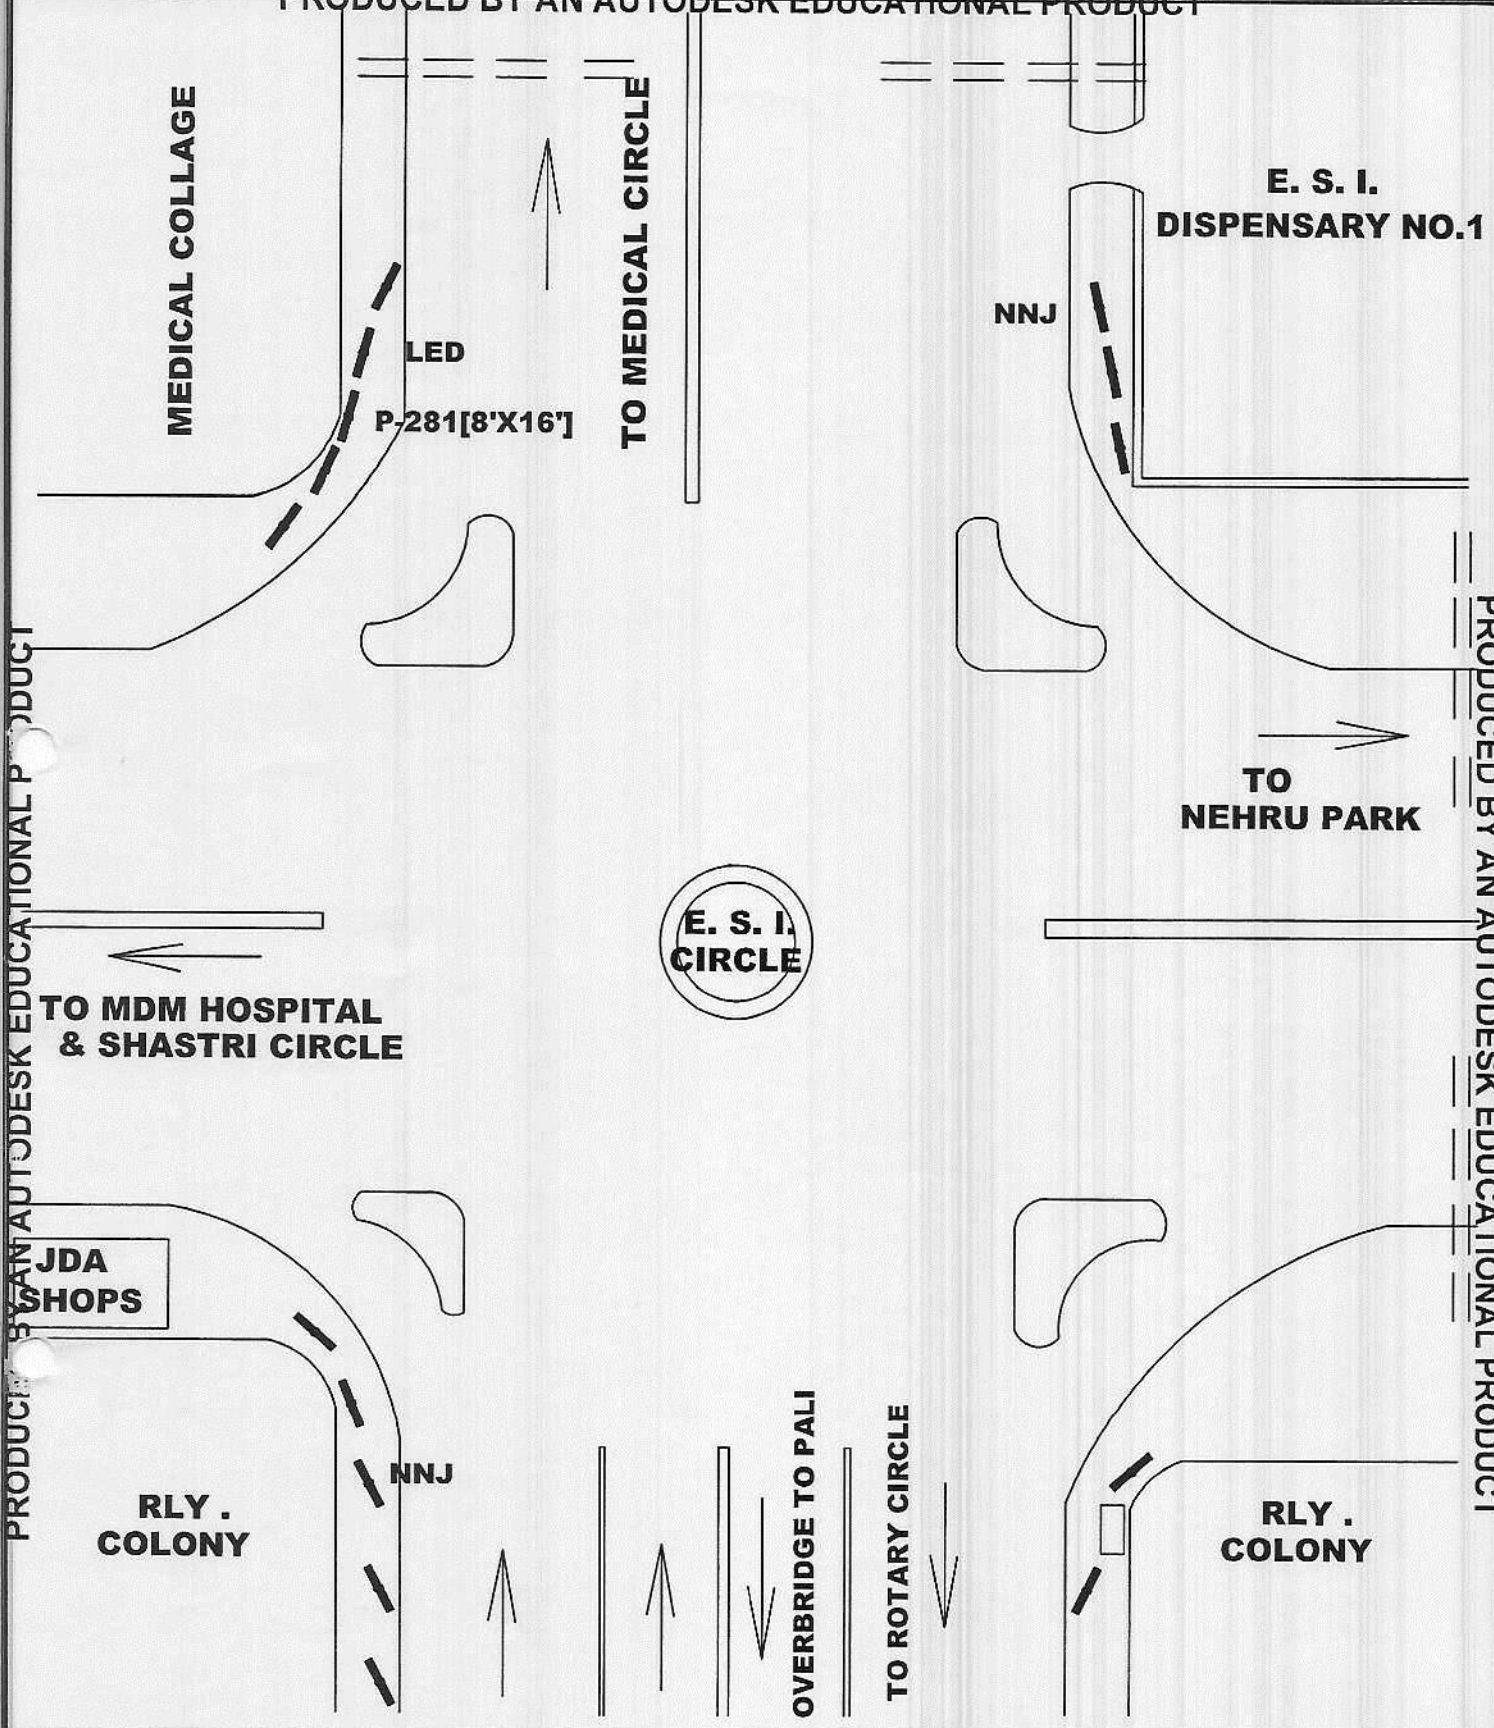 PRODUCED BY AN AUTODESK EDUCATIONAL PRODUCT
MEDICAL COLLAGE
TO MEDICAL CIRCLE
E. S. I.
DISPENSARY NO.1
NNJ
LED
P-281[8'X16']
PRODUCED BY AN AUTODESK EDUCATIONAL PRODUCT
PRODUCED BY AN AUTODESK EDUCATIONAL PRODUCT
TO
NEHRU PARK
E. S. I.
CIRCLE
TO MDM HOSPITAL
& SHASTRI CIRCLE
JDA
SHOPS
NNJ
RLY .
COLONY
OVERBRIDGE TO PALI
TO ROTARY CIRCLE
RLY .
COLONY